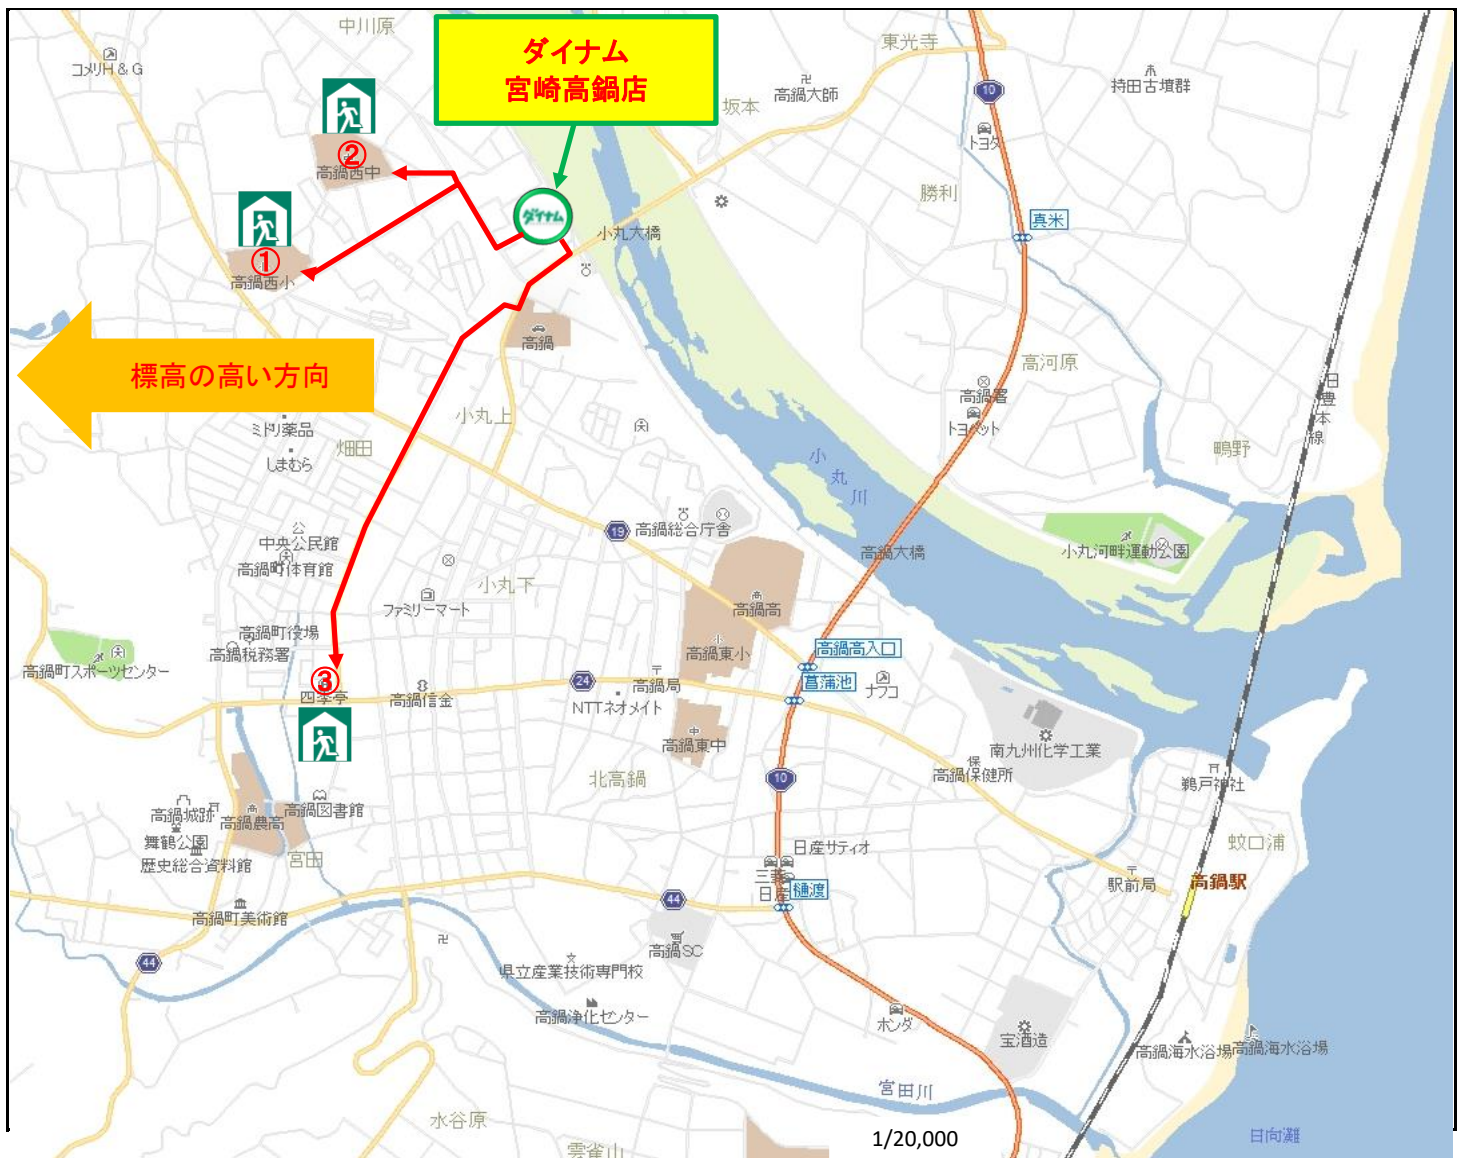 中川原
ダイナム
宮崎高鍋店
東光寺
コメリH＆G
高鍋大師
持田古墳群
10
坂本
トヨタ
②
高鍋西中
勝利
ダイナム
真米
小丸大橋
①
高鍋西小
高鍋
高河原
標高の高い方向
日豊本線
高鍋署
トヨペット
小丸上
ミドリ薬品
畑田
しまむら
鴫野
小丸川
19
高鍋総合庁舎
公
中央公民館
高鍋町体育館
高鍋大橋
小丸河畔運動公園
小丸下
ファミリーマート
高鍋高
高鍋町役場
高鍋税務署
小
高鍋東小
高鍋高入口
高鍋町スポーツセンター
③
四季亭
高鍋信金
24
高鍋局
菖蒲池
ナフコ
NTTネオメイト
中
高鍋東中
南九州化学工業
保
高鍋保健所
北高鍋
10
鵜戸神社
高鍋城跡
高鍋農高
高鍋図書館
舞鶴公園
歴史総合資料館
宮田
日産サティオ
三菱
日産
樋渡
蚊口浦
駅前局
高鍋駅
44
高鍋町美術館
高鍋SC
44
文
県立産業技術専門校
高鍋浄化センター
ホンダ
宝酒造
高鍋海水浴場
高鍋海水浴場
宮田川
水谷原
1/20,000
日向灘
雲雀山